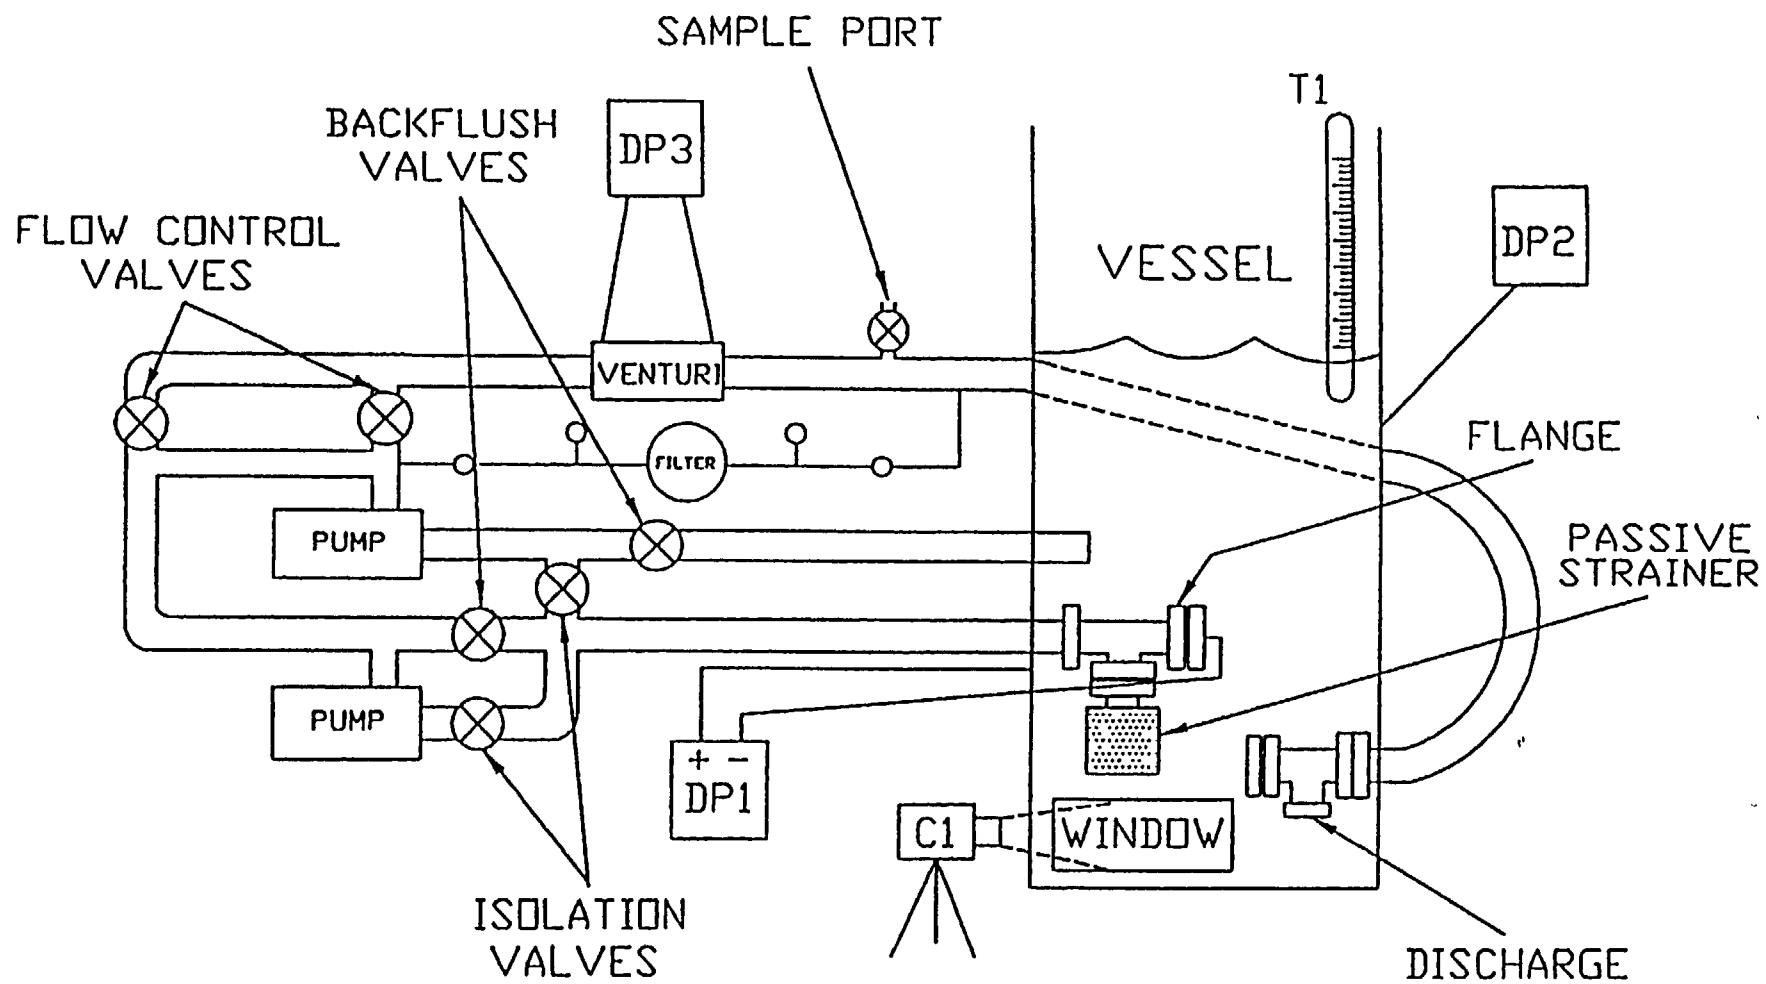 SAMPLE PORT
T1
BACKFLUSH
VALVES
DP3
FLOW CONTROL
VALVES
VESSEL
DP2
VENTURI
FLANGE
FILTER
PUMP
PASSIVE
STRAINER
PUMP
+ -
DP1
C1
WINDOW
ISOLATION
VALVES
DISCHARGE